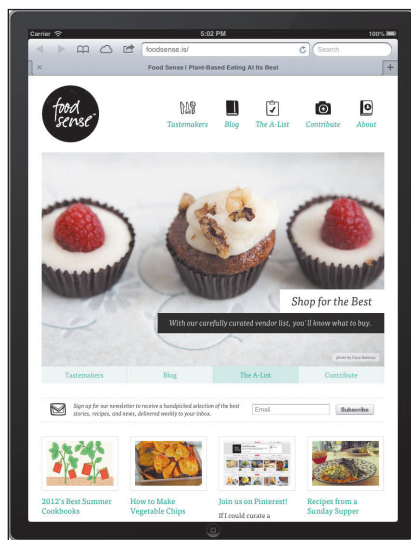 Carrier
5:02 PM
100%
foodsense.is/
Search
Food Sense | Plant-Based Eating At Its Best
food
sense™
Tastemakers
Blog
The A-List
Contribute
About
Shop for the Best
With our carefully curated vendor list, you'll know what to buy.
photo by
Tastemakers
Blog
The A-List
Contribute
Sign up for our newsletter to receive a handpicked selection of the best
stories, recipes, and news, delivered weekly to your inbox.
Email
Subscribe
2012's Best Summer
Cookbooks
How to Make
Vegetable Chips
Join us on Pinterest!
If I could curate a
Recipes from a
Sunday Supper